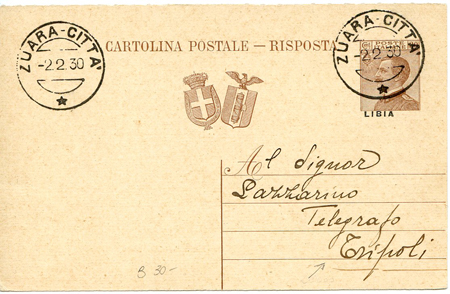 ZUARA-CITTA'
-2.2.30
CARTOLINA POSTALE — RISPOSTA
ZUARA-CITTA'
-2.2.30
LIBIA
Al Signor
Lazzarino
Telegrafo
Tripoli
30-